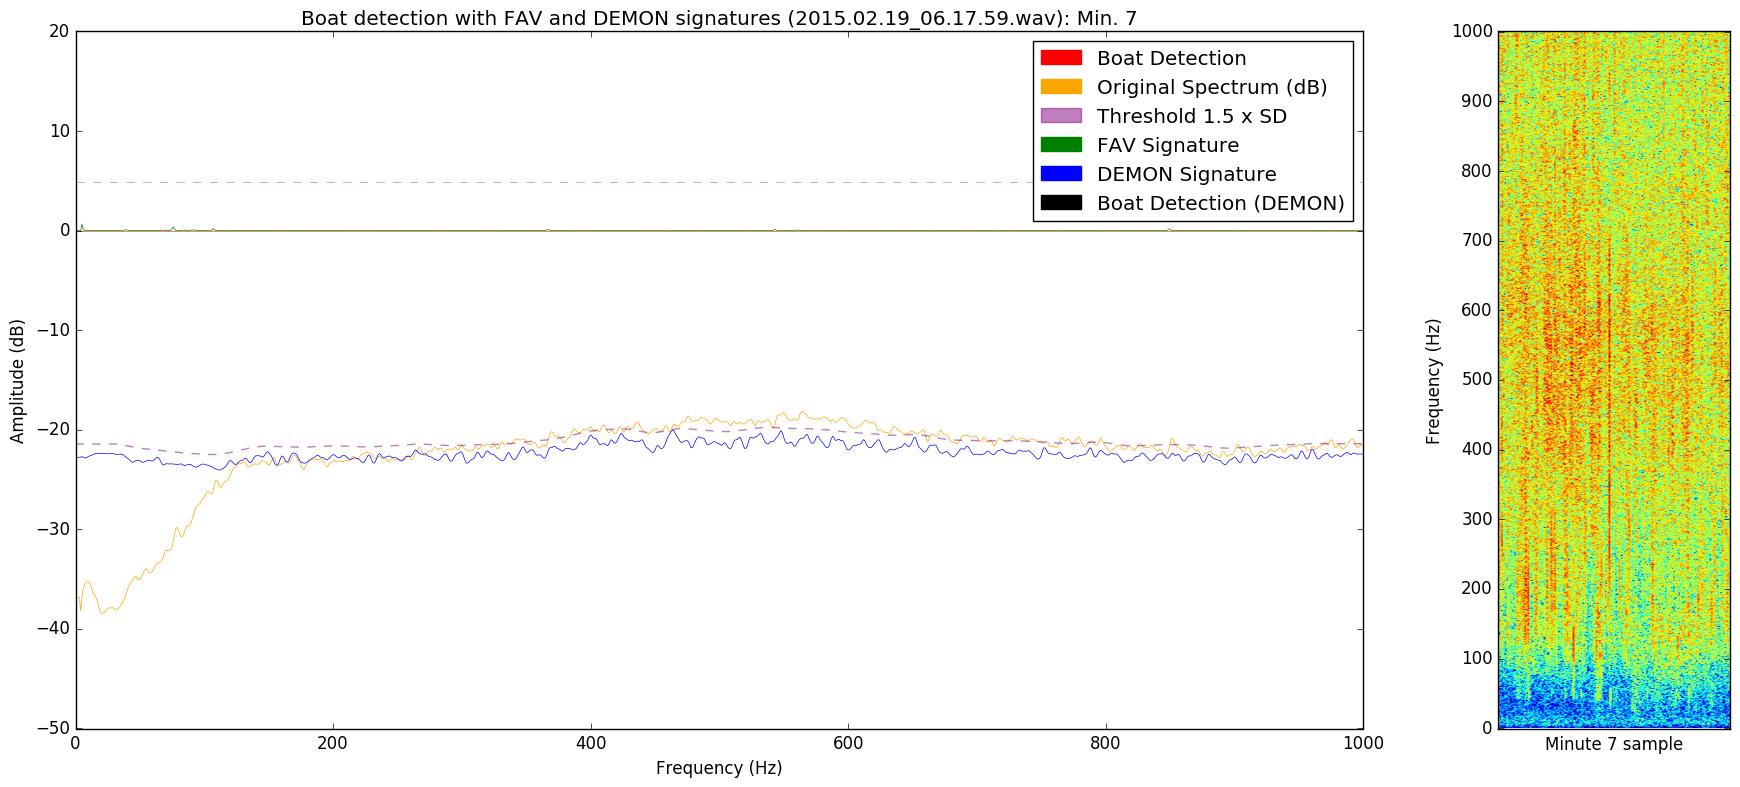 Boat detection with FAV and DEMON signatures (2015.02.19_06.17.59.wav): Min. 7
20
10
0
−10
−20
−30
−40
−50
Amplitude (dB)
0 200 400 600 800 1000
Frequency (Hz)
Boat Detection
Original Spectrum (dB)
Threshold 1.5 x SD
FAV Signature
DEMON Signature
Boat Detection (DEMON)
1000
900
800
700
600
500
400
300
200
100
0
Frequency (Hz)
Minute 7 sample